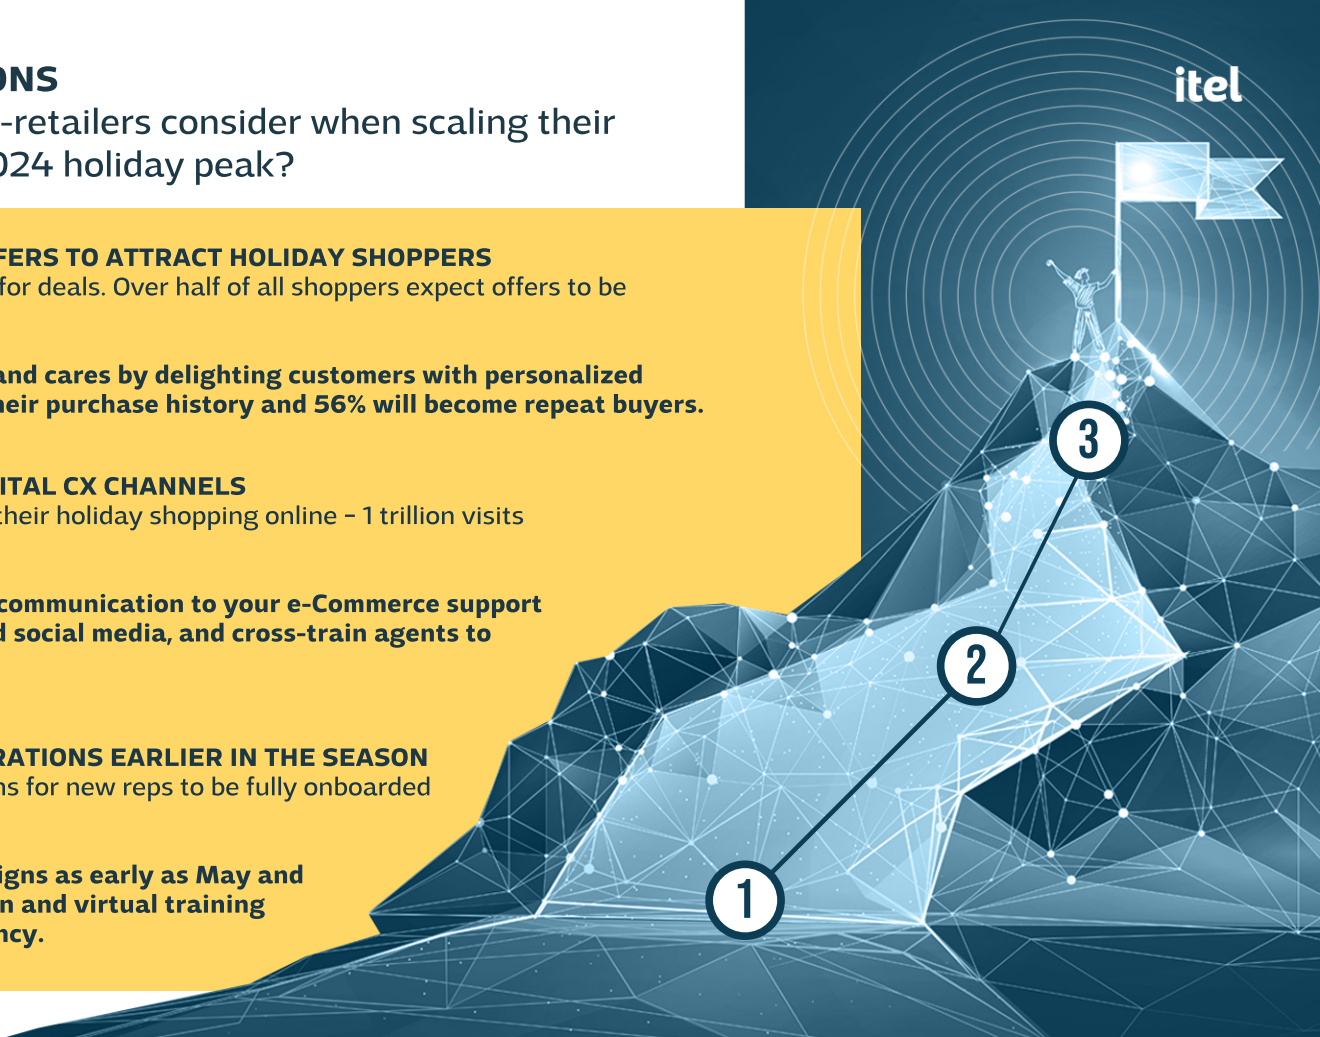 ONS
-retailers consider when scaling their
024 holiday peak?
FERS TO ATTRACT HOLIDAY SHOPPERS
for deals. Over half of all shoppers expect offers to be
and cares by delighting customers with personalized
heir purchase history and 56% will become repeat buyers.
ITAL CX CHANNELS
their holiday shopping online – 1 trillion visits
communication to your e-Commerce support
d social media, and cross-train agents to
RATIONS EARLIER IN THE SEASON
ns for new reps to be fully onboarded
igns as early as May and
n and virtual training
ncy.
itel
3
2
1